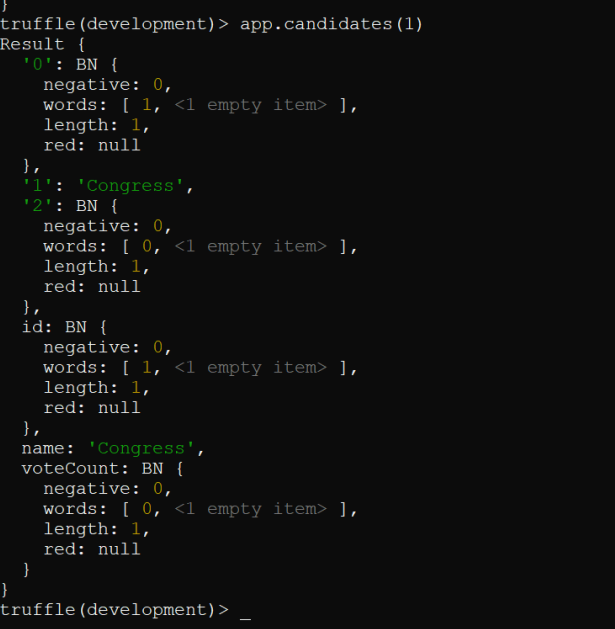 }
truffle(development)> app.candidates(1)
Result {
  '0': BN {
    negative: 0,
    words: [ 1, <1 empty item> ],
    length: 1,
    red: null
  },
  '1': 'Congress',
  '2': BN {
    negative: 0,
    words: [ 0, <1 empty item> ],
    length: 1,
    red: null
  },
  id: BN {
    negative: 0,
    words: [ 1, <1 empty item> ],
    length: 1,
    red: null
  },
  name: 'Congress',
  voteCount: BN {
    negative: 0,
    words: [ 0, <1 empty item> ],
    length: 1,
    red: null
  }
}
truffle(development)> _